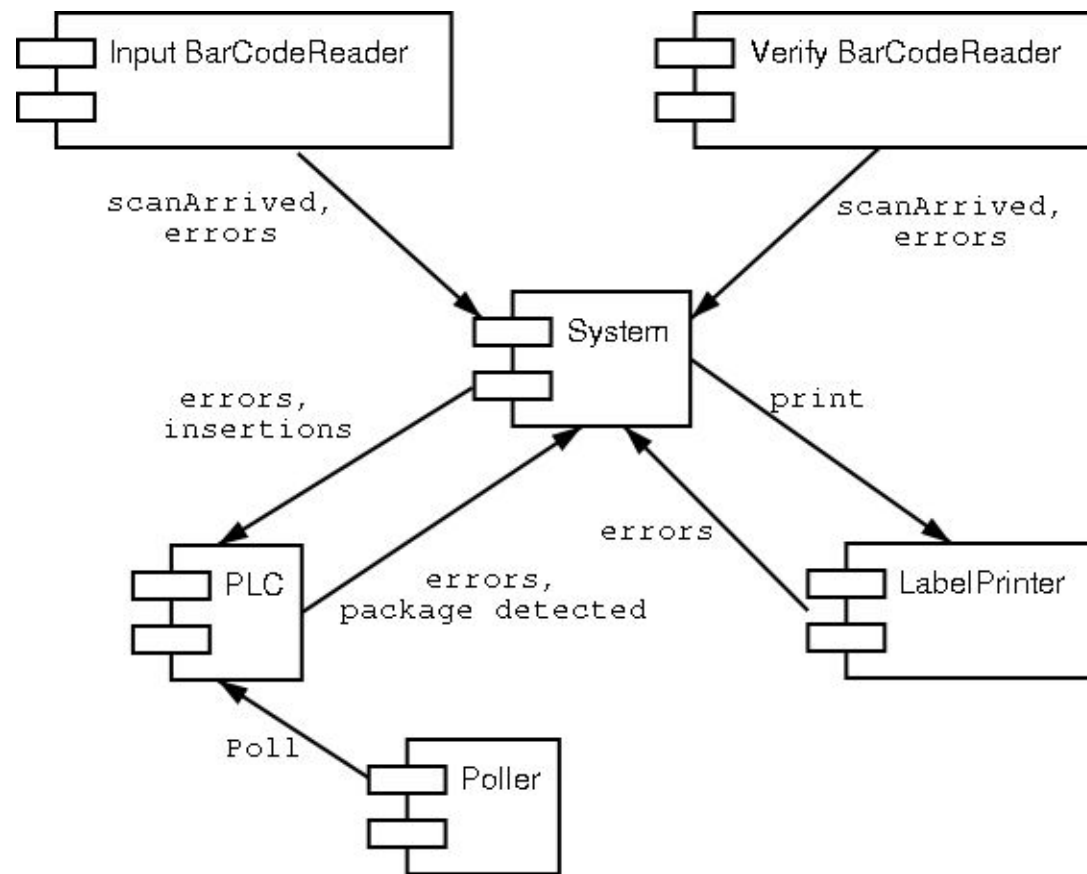 Input BarCodeReader
Verify BarCodeReader
scanArrived,
errors
scanArrived,
errors
System
errors,
insertions
print
errors
PLC
errors,
package detected
LabelPrinter
Poll
Poller